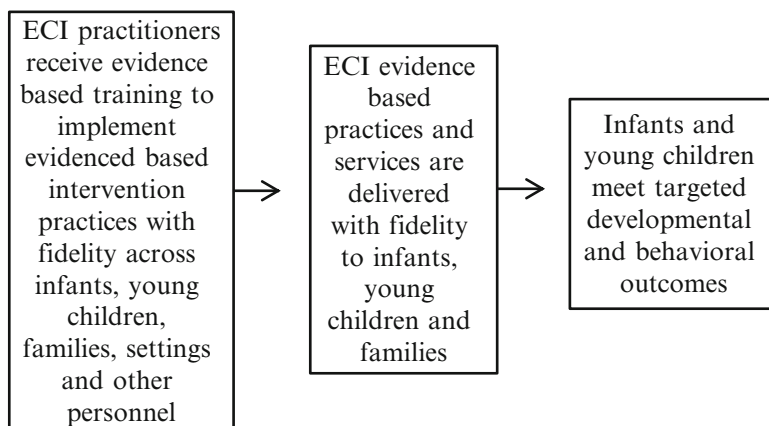 ECI practitioners
receive evidence
based training to
implement
evidenced based
intervention
practices with
fidelity across
infants, young
children,
families, settings
and other
personnel
ECI evidence
based
practices and
services are
delivered
with fidelity
to infants,
young
children and
families
Infants and
young children
meet targeted
developmental
and behavioral
outcomes